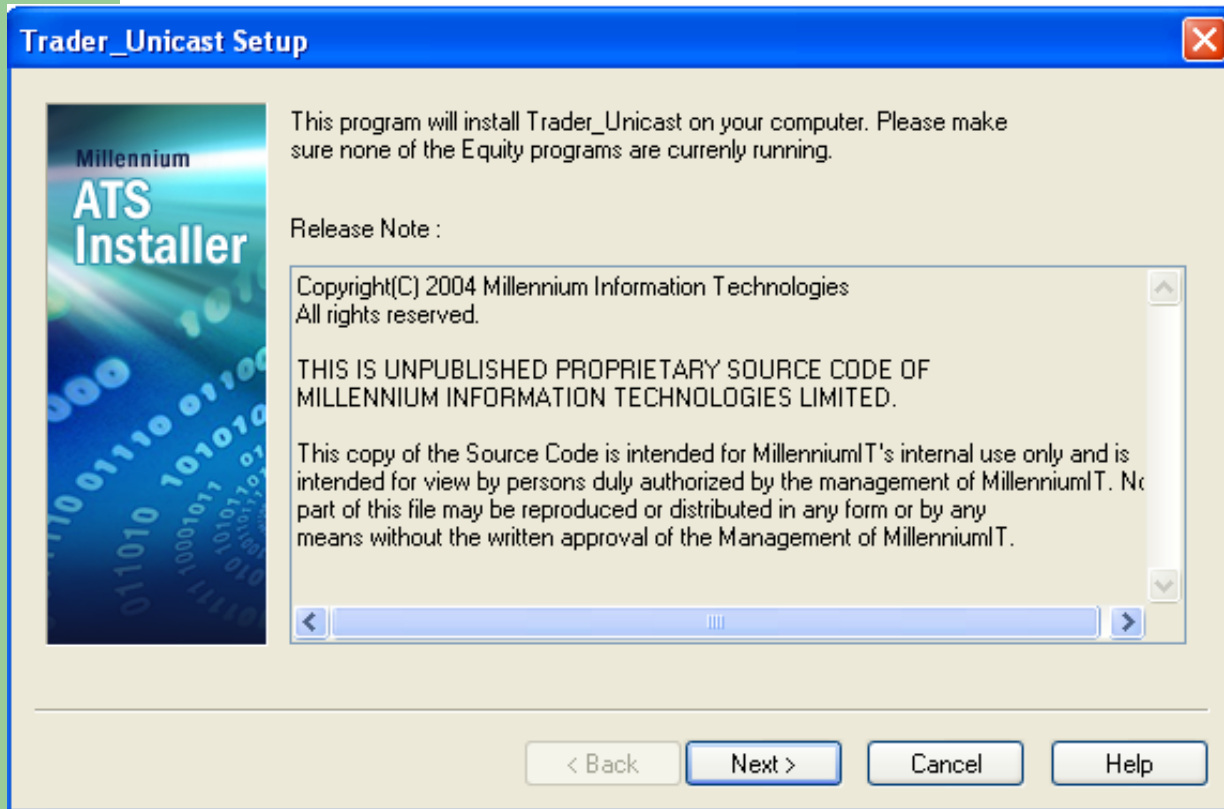 Trader_Unicast Setup
Millennium
ATS
Installer
This program will install Trader_Unicast on your computer. Please make
sure none of the Equity programs are currenly running.
Release Note :
Copyright(C) 2004 Millennium Information Technologies
All rights reserved.
THIS IS UNPUBLISHED PROPRIETARY SOURCE CODE OF
MILLENNIUM INFORMATION TECHNOLOGIES LIMITED.
This copy of the Source Code is intended for MillenniumIT's internal use only and is
intended for view by persons duly authorized by the management of MillenniumIT. No
part of this file may be reproduced or distributed in any form or by any
means without the written approval of the Management of MillenniumIT.
< Back
Next >
Cancel
Help